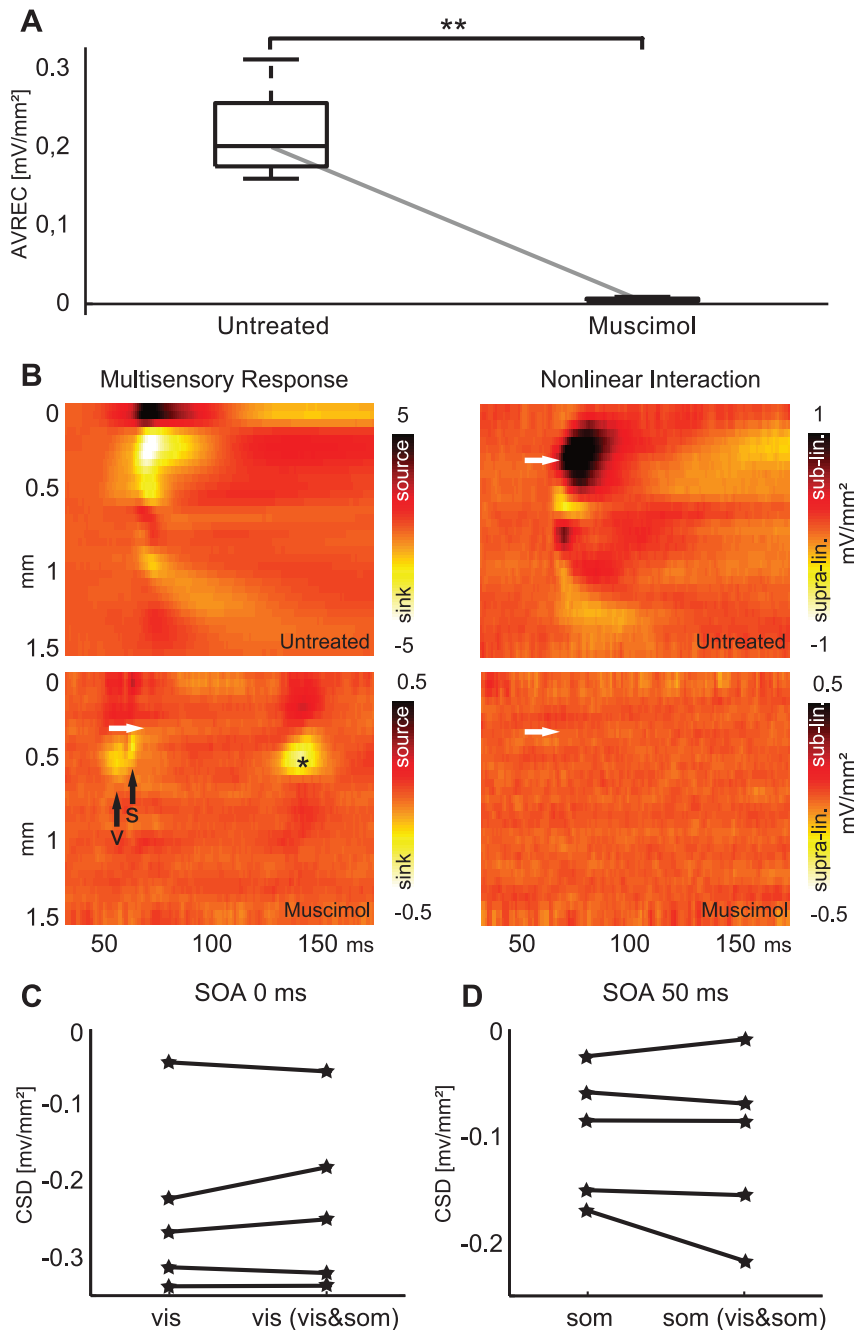 A
**
AVREC [mV/mm²]
0.3
0,2
0,1
0
Untreated
Muscimol
B
Multisensory Response
Nonlinear Interaction
mm
0
0.5
1
1.5
Untreated
5
source
sink
-5
Untreated
1
sub-lin.
supra-lin.
-1
mV/mm²
mm
0
0.5
1
1.5
V
S
*
Muscimol
0.5
source
sink
-0.5
50 100 150 ms
Muscimol
0.5
sub-lin.
supra-lin.
-0.5
mV/mm²
50 100 150 ms
C
SOA 0 ms
CSD [mv/mm²]
0
-0.1
-0.2
-0.3
vis
vis (vis&som)
D
SOA 50 ms
CSD [mv/mm²]
0
-0.1
-0.2
som
som (vis&som)